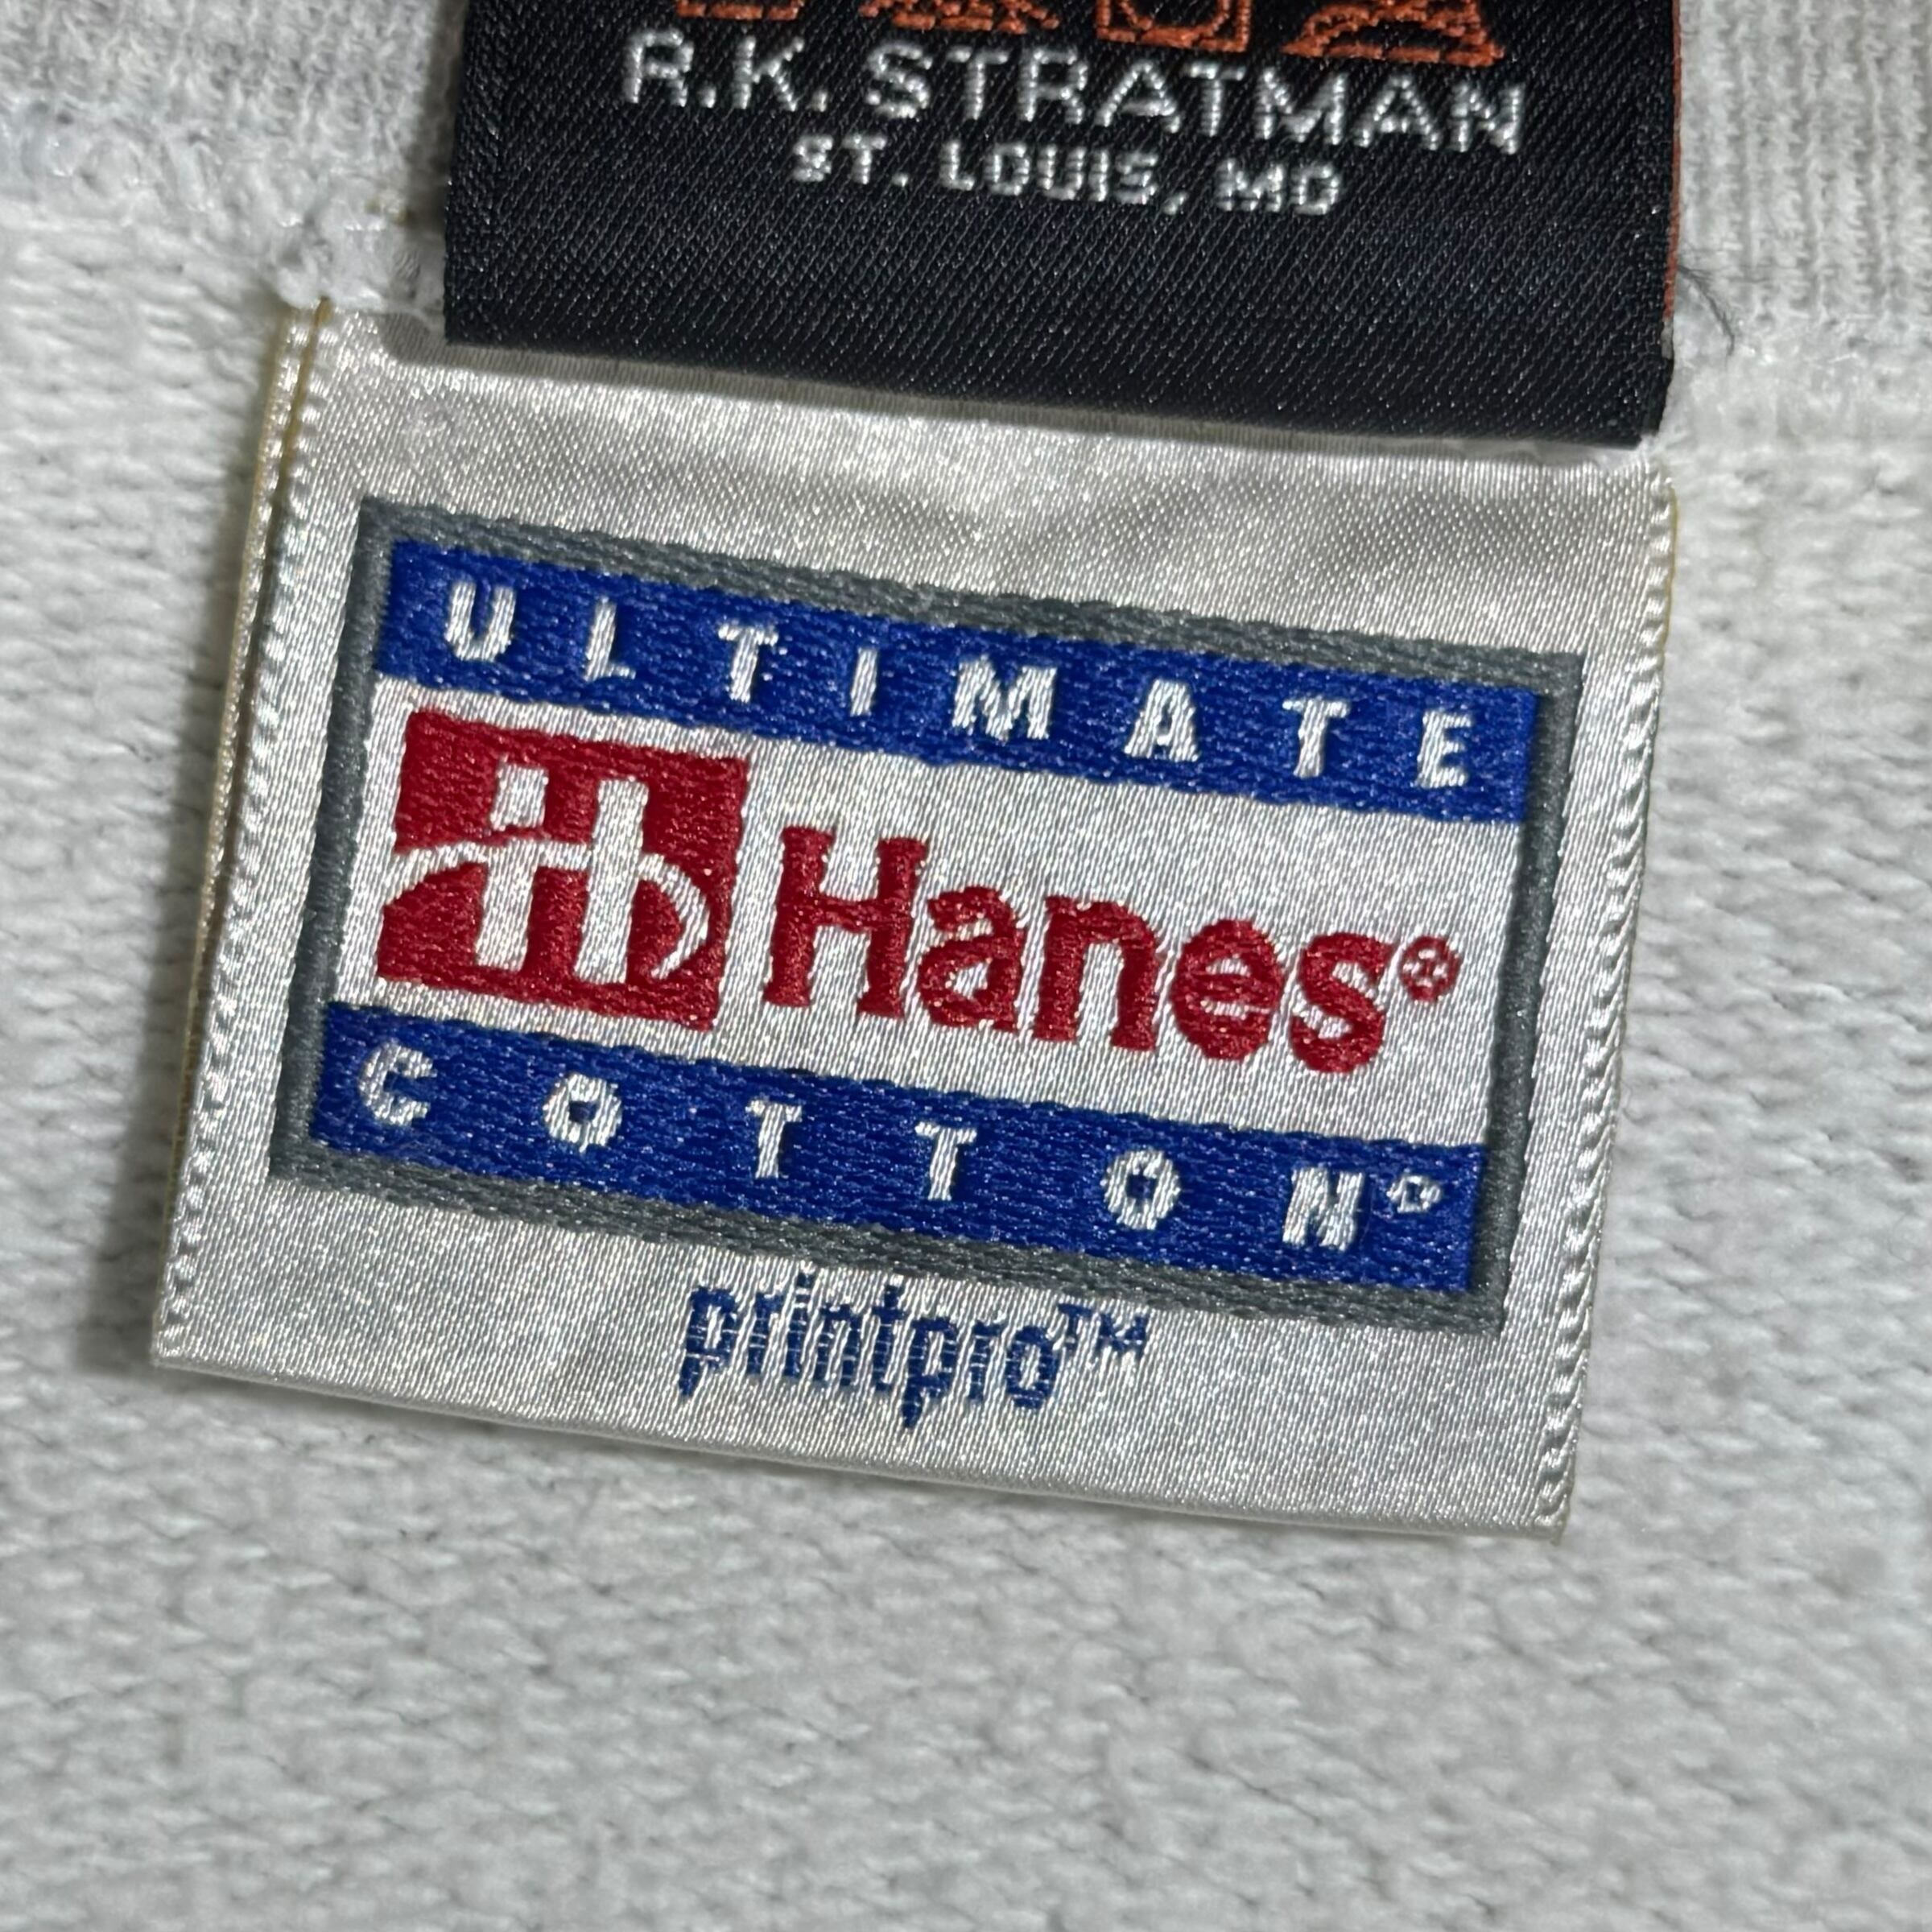 R.K. STRATMAN
ST. LOUIS, MO
ULTIMATE
Hanes®
COTTON®
printpro™